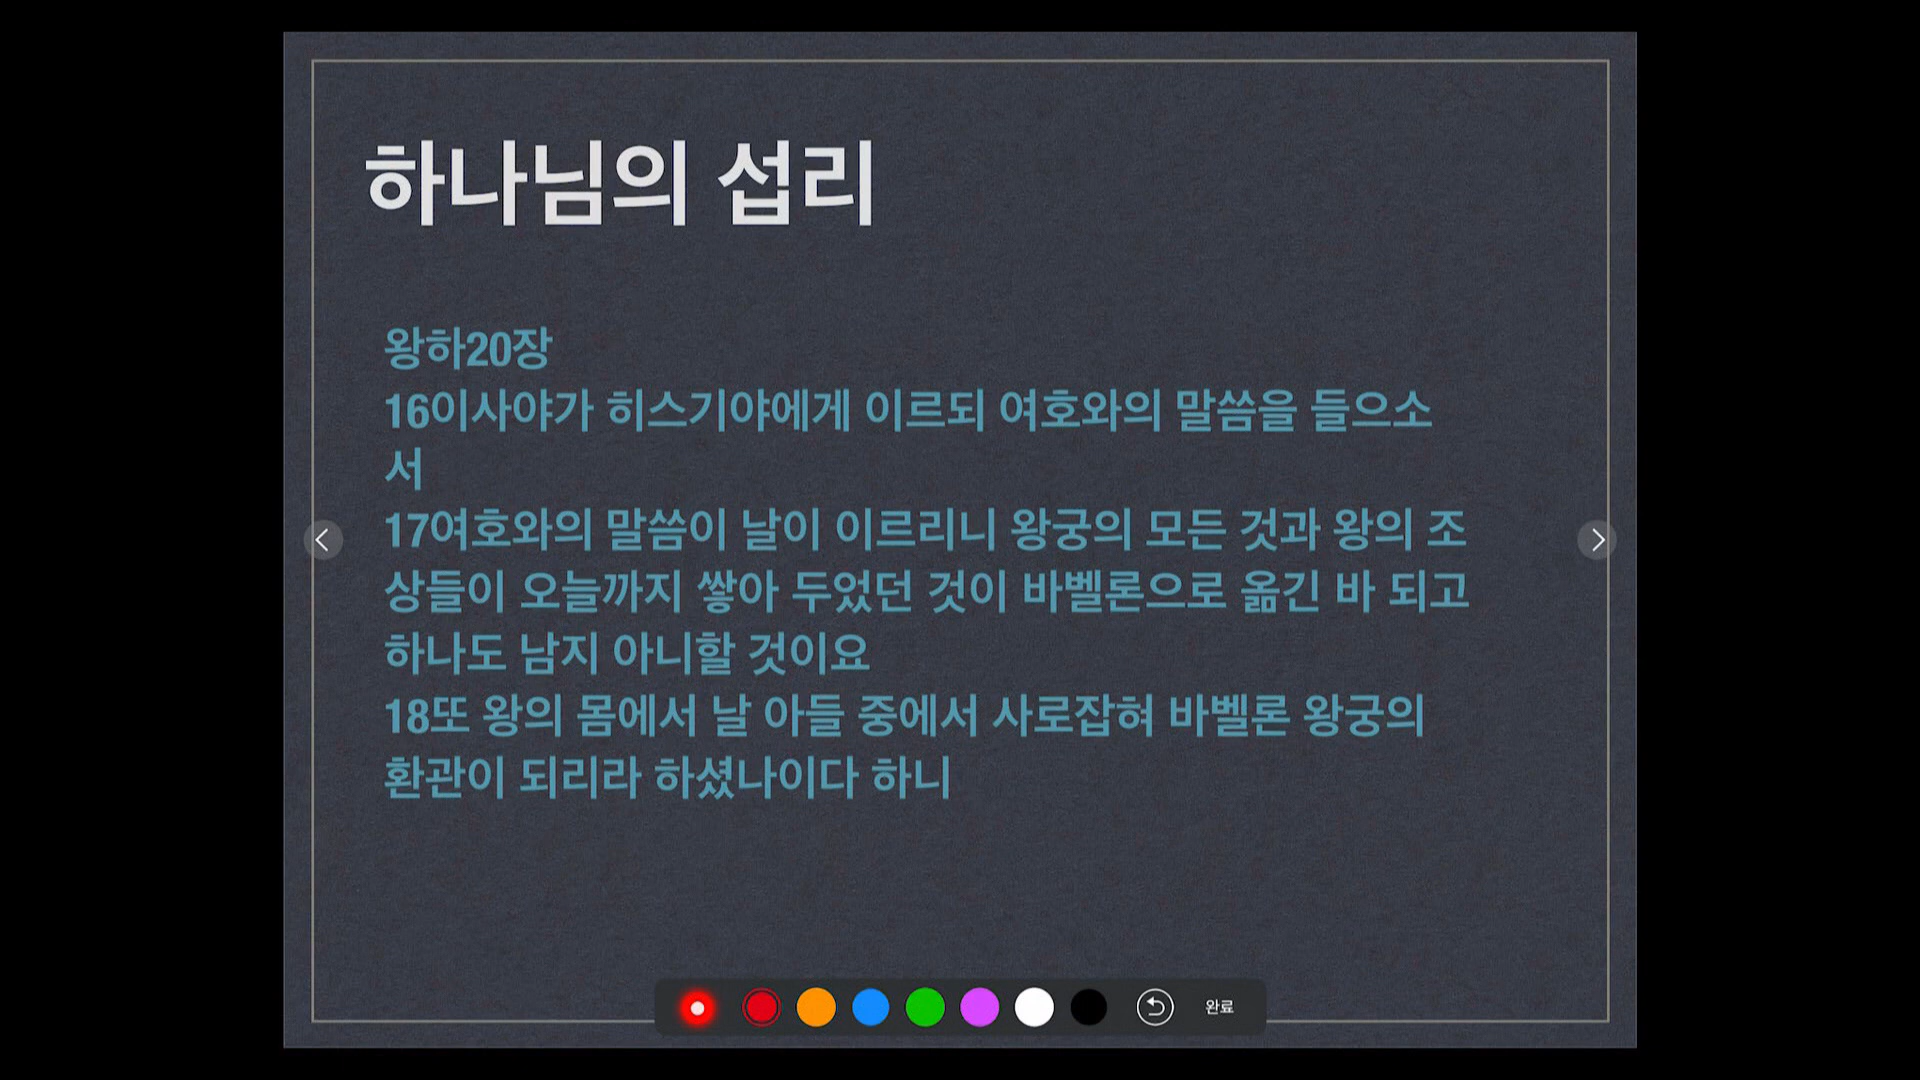 하나님의 섭리
왕하20장
16이사야가 히스기야에게 이르되 여호와의 말씀을 들으소
서
17여호와의 말씀이 날이 이르리니 왕궁의 모든 것과 왕의 조
상들이 오늘까지 쌓아 두었던 것이 바벨론으로 옮긴 바 되고
하나도 남지 아니할 것이요
18또 왕의 몸에서 날 아들 중에서 사로잡혀 바벨론 왕궁의
환관이 되리라 하셨나이다 하니
완료